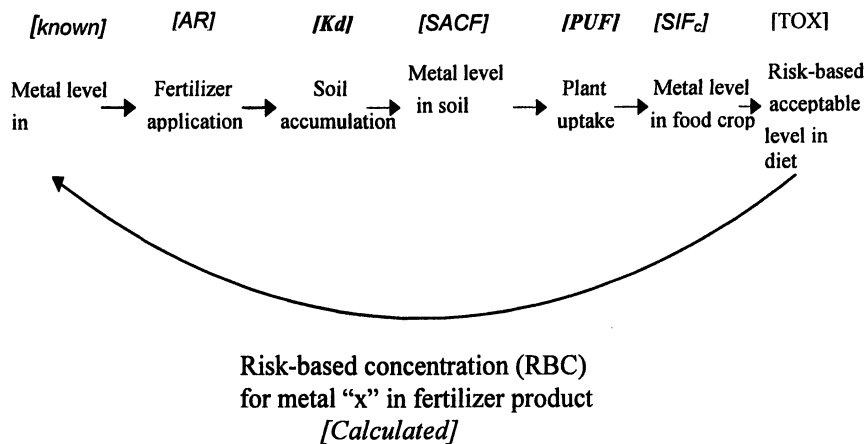 [known] [AR] [Kd] [SACF] [PUF] [SIFc] [TOX]
Metal level in
Fertilizer application
Soil accumulation
Metal level in soil
Plant uptake
Metal level in food crop
Risk-based acceptable level in diet
Risk-based concentration (RBC)
for metal “x” in fertilizer product
[Calculated]